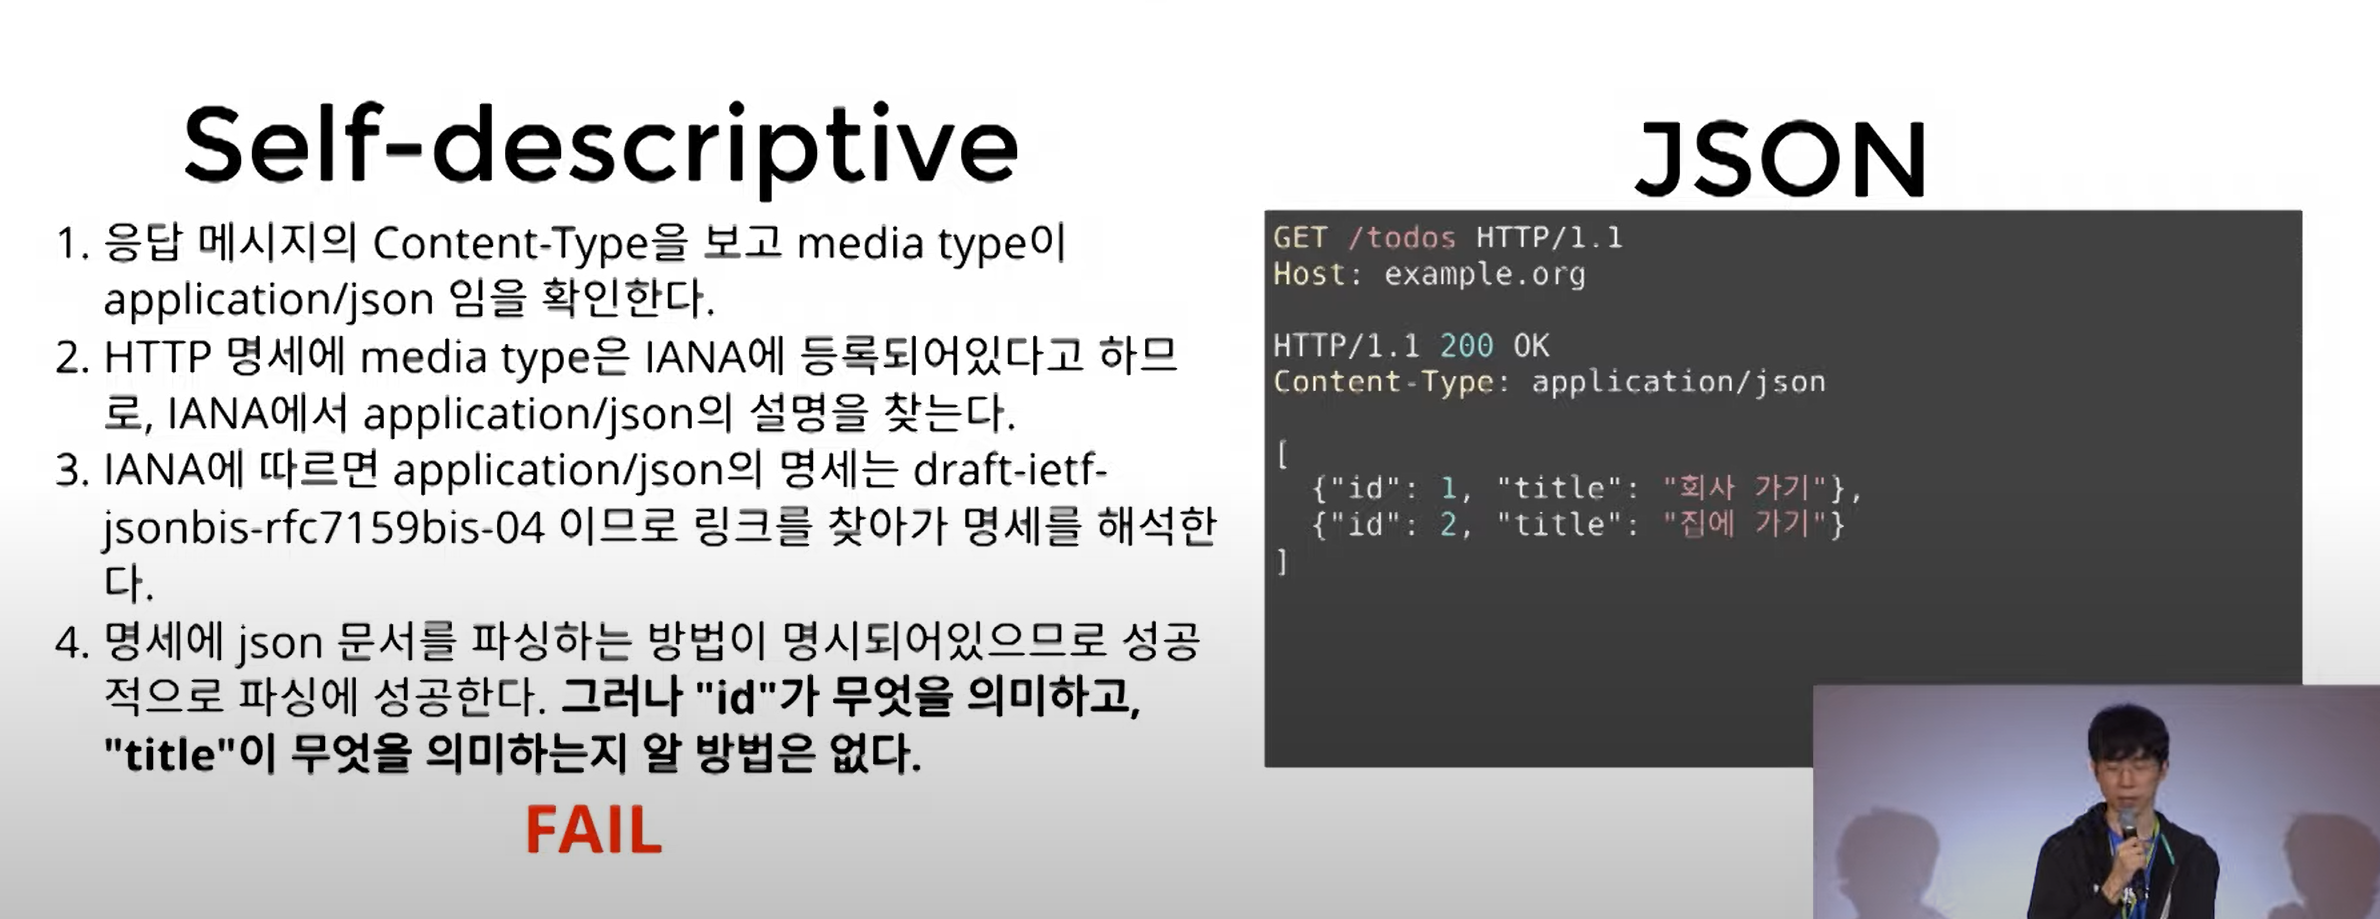 Self-descriptive
1. 응답 메시지의 Content-Type을 보고 media type이
application/json 임을 확인한다.
2. HTTP 명세에 media type은 IANA에 등록되어있다고 하므
로, IANA에서 application/json의 설명을 찾는다.
3. IANA에 따르면 application/json의 명세는 draft-ietf-
jsonbis-rfc7159bis-04 이므로 링크를 찾아가 명세를 해석한
다.
4. 명세에 json 문서를 파싱하는 방법이 명시되어있으므로 성공
적으로 파싱에 성공한다. 그러나 "id"가 무엇을 의미하고,
"title"이 무엇을 의미하는지 알 방법은 없다.
FAIL
JSON
GET /todos HTTP/1.1
Host: example.org
HTTP/1.1 200 OK
Content-Type: application/json
[
{"id": 1, "title": "회사 가기"},
{"id": 2, "title": "집에 가기"}
]